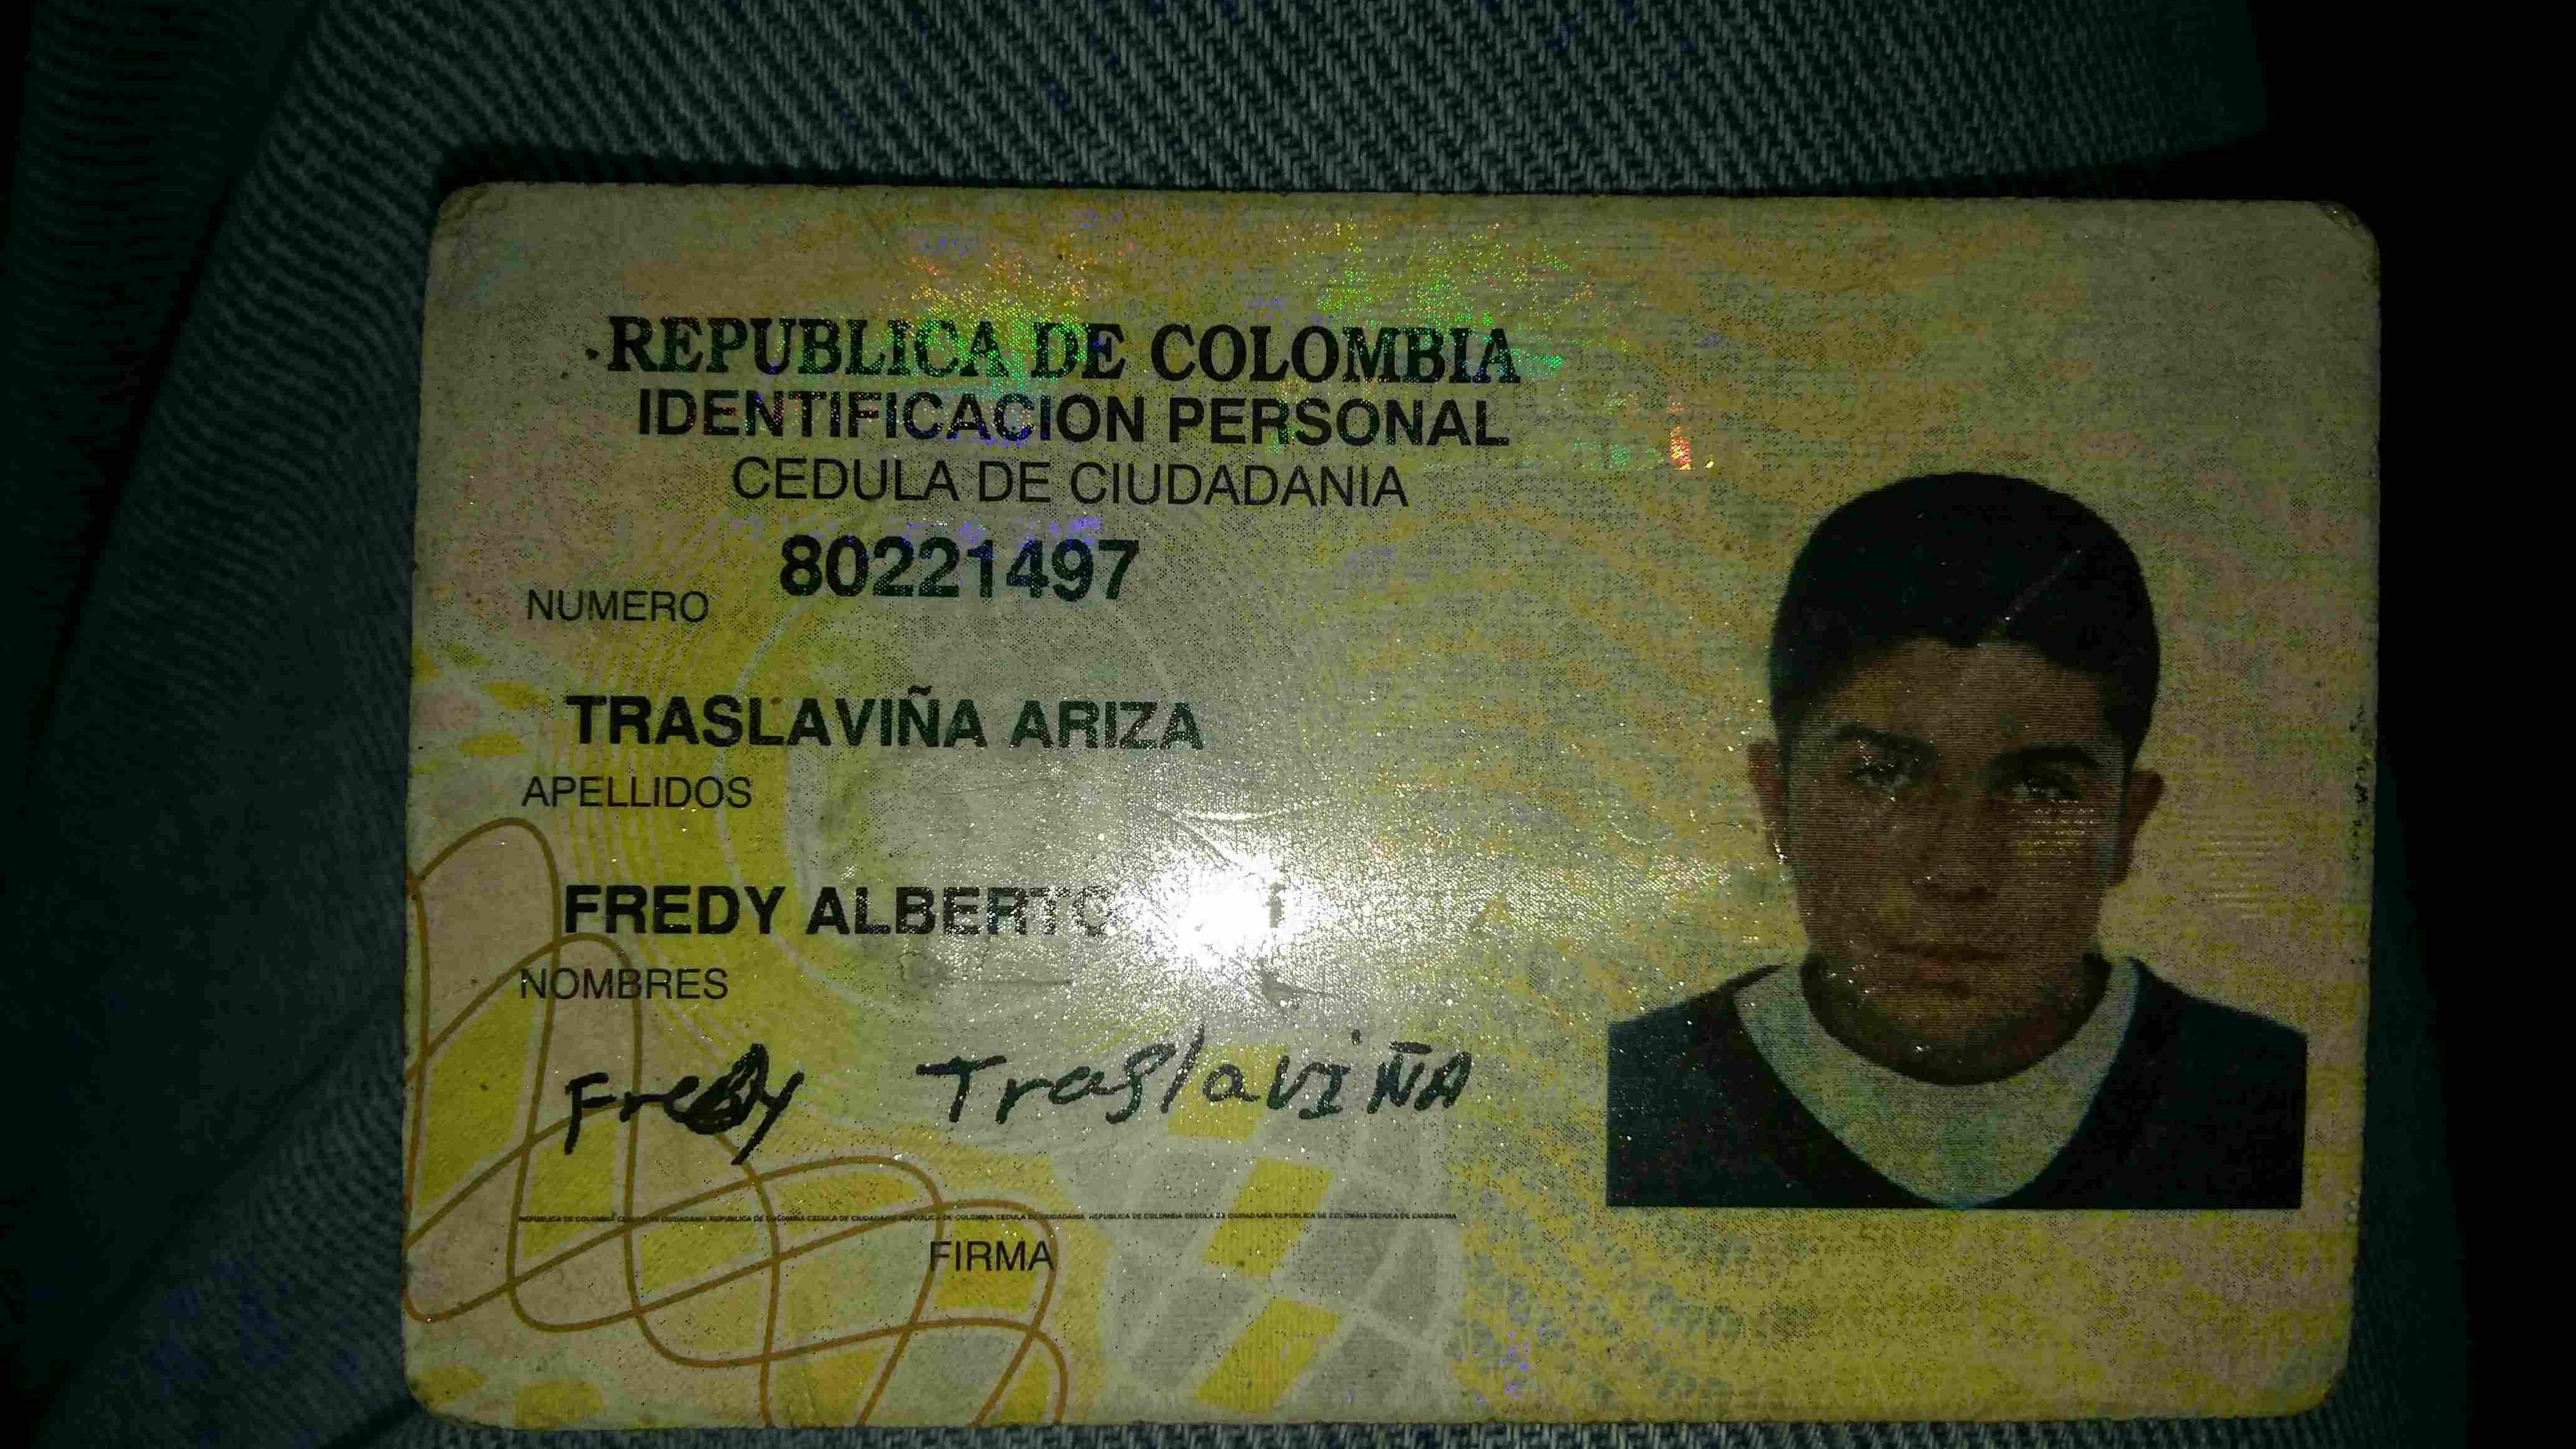 REPUBLICA DE COLOMBIA
IDENTIFICACION PERSONAL
CEDULA DE CIUDADANIA
NUMERO 80221497
TRASLAVIÑA ARIZA
APELLIDOS
FREDY ALBERTO
NOMBRES
Fredy Traslaviña
REPUBLICA DE COLOMBIA CEDULA DE CIUDADANIA REPUBLICA DE COLOMBIA CEDULA DE CIUDADANIA REPUBLICA DE COLOMBIA CEDULA DE CIUDADANIA REPUBLICA DE COLOMBIA CEDULA DE CIUDADANIA REPUBLICA DE COLOMBIA CEDULA DE CIUDADANIA
FIRMA